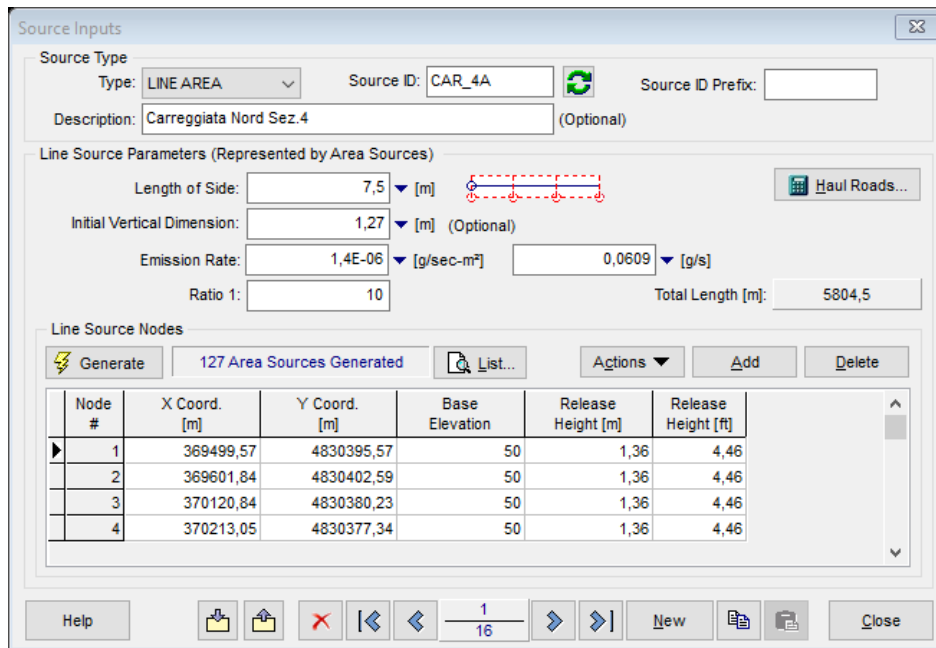 Source Inputs
Source Type
Type: LINE AREA Source ID: CAR_4A Source ID Prefix:
Description: Carreggiata Nord Sez.4 (Optional)
Line Source Parameters (Represented by Area Sources)
Length of Side: 7,5 [m] Haul Roads...
Initial Vertical Dimension: 1,27 [m] (Optional)
Emission Rate: 1,4E-06 [g/sec-m²] 0,0609 [g/s]
Ratio 1: 10 Total Length [m]: 5804,5
Line Source Nodes
Generate 127 Area Sources Generated List... Actions Add Delete
Node # X Coord. [m] Y Coord. [m] Base Elevation Release Height [m] Release Height [ft]
1 369499,57 4830395,57 50 1,36 4,46
2 369601,84 4830402,59 50 1,36 4,46
3 370120,84 4830380,23 50 1,36 4,46
4 370213,05 4830377,34 50 1,36 4,46
Help 1 16 New Close